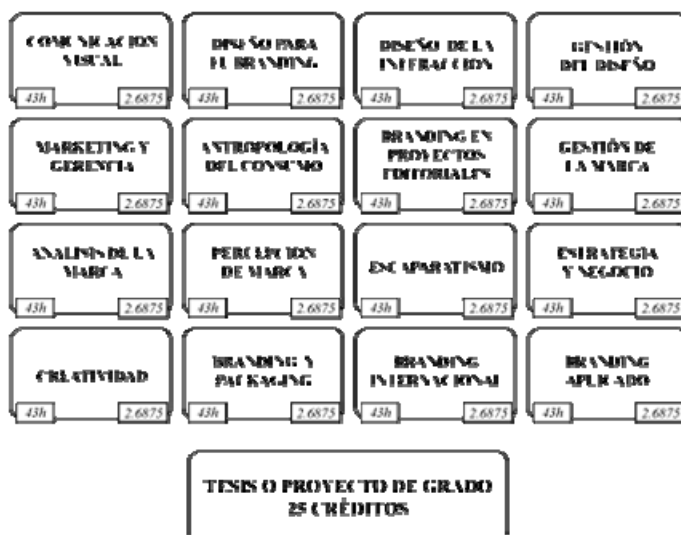 COMUNICACIÓN
VISUAL
43h
2.6875
DISEÑO PARA
EL BRANDING
43h
2.6875
DISEÑO DE LA
INTERACCIÓN
43h
2.6875
GESTIÓN
DEL DISEÑO
43h
2.6875
MARKETING Y
GERENCIA
43h
2.6875
ANTROPOLOGÍA
DEL CONSUMO
43h
2.6875
BRANDING EN
PROYECTOS
EDITORIALES
43h
2.6875
GESTIÓN DE
LA MARCA
43h
2.6875
ANALISIS DE LA
MARCA
43h
2.6875
PERCEPCION
DE MARCA
43h
2.6875
ESCAPARATISMO
43h
2.6875
ESTRATEGIA
Y NEGOCIO
43h
2.6875
CREATIVIDAD
43h
2.6875
BRANDING Y
PACKAGING
43h
2.6875
BRANDING
INTERNACIONAL
43h
2.6875
BRANDING
APLICADO
43h
2.6875
TESIS O PROYECTO DE GRADO
25 CRÉDITOS